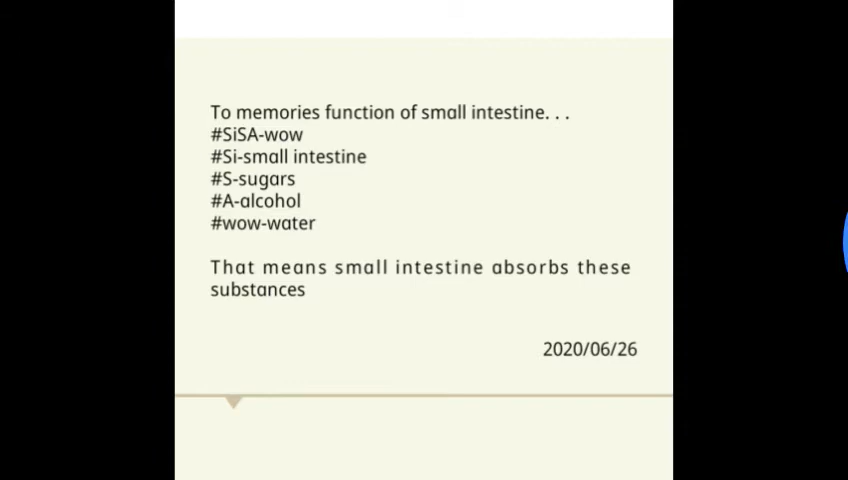 To memories function of small intestine. . .
#SiSA-wow
#Si-small intestine
#S-sugars
#A-alcohol
#wow-water
That means small intestine absorbs these
substances
2020/06/26